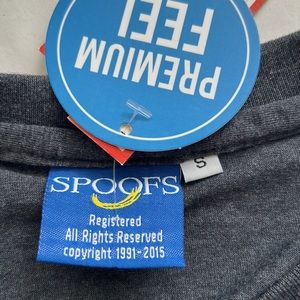 PREMIUM
FEEL
S
SPOOFS
Registered
All Rights Reserved
copyright 1991-2015